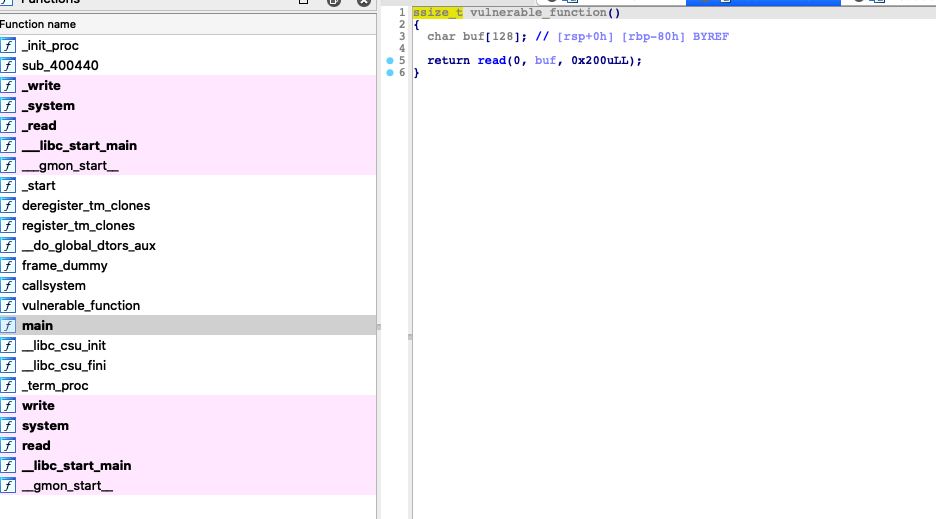 Functions
Function name
_init_proc
sub_400440
_write
_system
_read
___libc_start_main
___gmon_start__
_start
deregister_tm_clones
register_tm_clones
__do_global_dtors_aux
frame_dummy
callsystem
vulnerable_function
main
__libc_csu_init
__libc_csu_fini
_term_proc
write
system
read
__libc_start_main
__gmon_start__
1 ssize_t vulnerable_function()
2 {
3 char buf[128]; // [rsp+0h] [rbp-80h] BYREF
4
5 return read(0, buf, 0x200uLL);
6 }